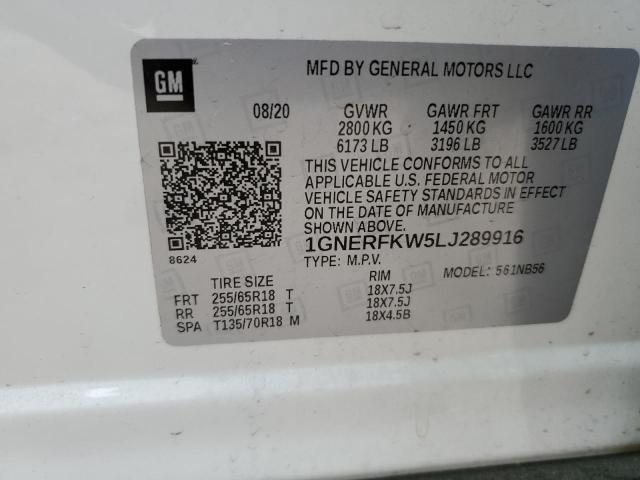 GM
MFD BY GENERAL MOTORS LLC
08/20 GVWR GAWR FRT GAWR RR
2800 KG 1450 KG 1600 KG
6173 LB 3196 LB 3527 LB
THIS VEHICLE CONFORMS TO ALL
APPLICABLE U.S. FEDERAL MOTOR
VEHICLE SAFETY STANDARDS IN EFFECT
ON THE DATE OF MANUFACTURE
SHOWN ABOVE.
1GNERFKW5LJ289916
8624
TYPE: M.P.V. MODEL: 561NB56
TIRE SIZE RIM
FRT 255/65R18 T 18X7.5J
RR 255/65R18 T 18X7.5J
SPA T135/70R18 M 18X4.5B